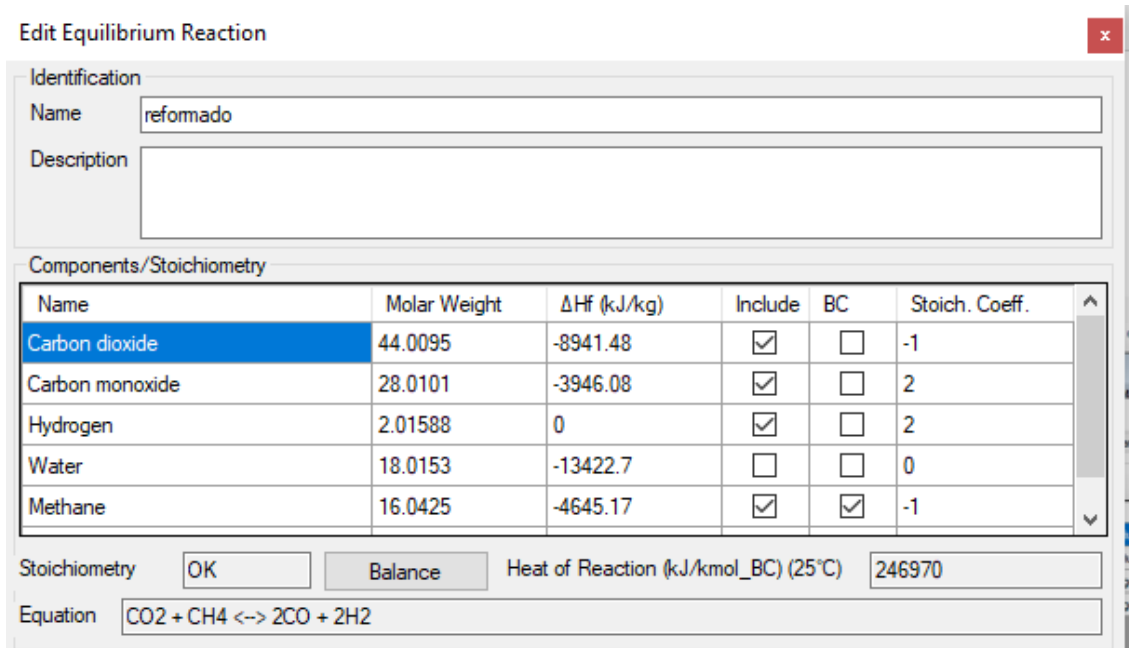 Edit Equilibrium Reaction
x
Identification
Name reformado
Description
Components/Stoichiometry
Name Molar Weight ΔHf (kJ/kg) Include BC Stoich. Coeff.
Carbon dioxide 44.0095 -8941.48 -1
Carbon monoxide 28.0101 -3946.08 2
Hydrogen 2.01588 0 2
Water 18.0153 -13422.7 0
Methane 16.0425 -4645.17 -1
Stoichiometry OK Balance Heat of Reaction (kJ/kmol_BC) (25°C) 246970
Equation CO2 + CH4 <--> 2CO + 2H2